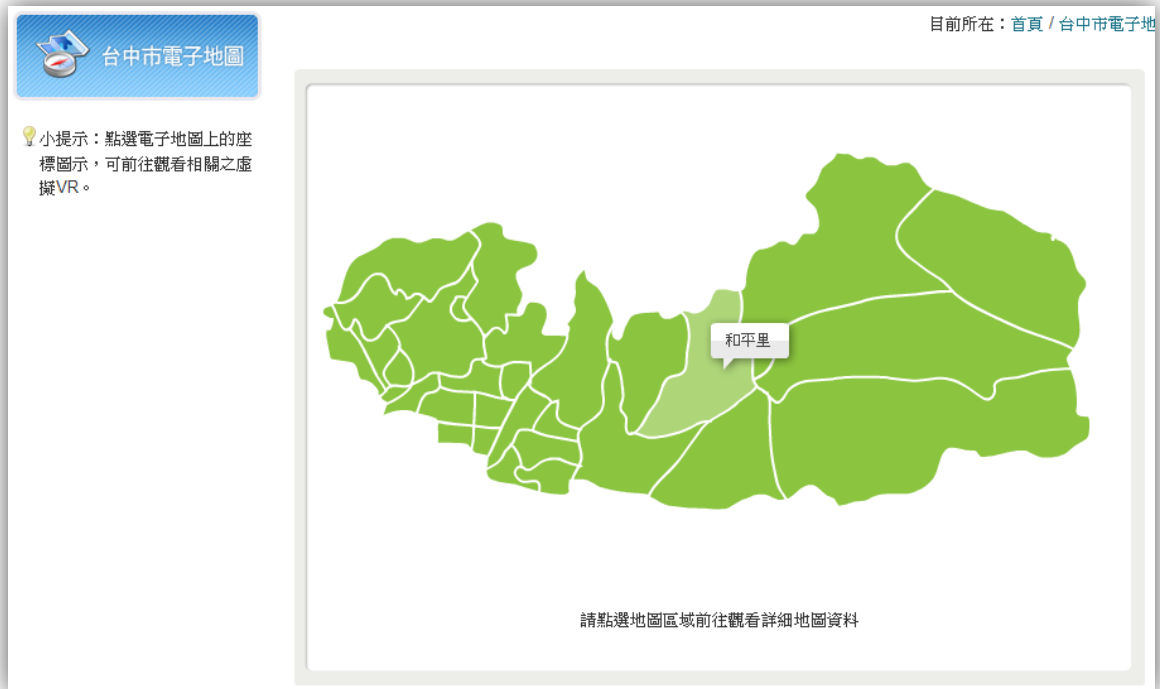 目前所在：首頁 / 台中市電子地
台中市電子地圖
小提示：點選電子地圖上的座
標圖示，可前往觀看相關之虛
擬VR。
和平里
請點選地圖區域前往觀看詳細地圖資料